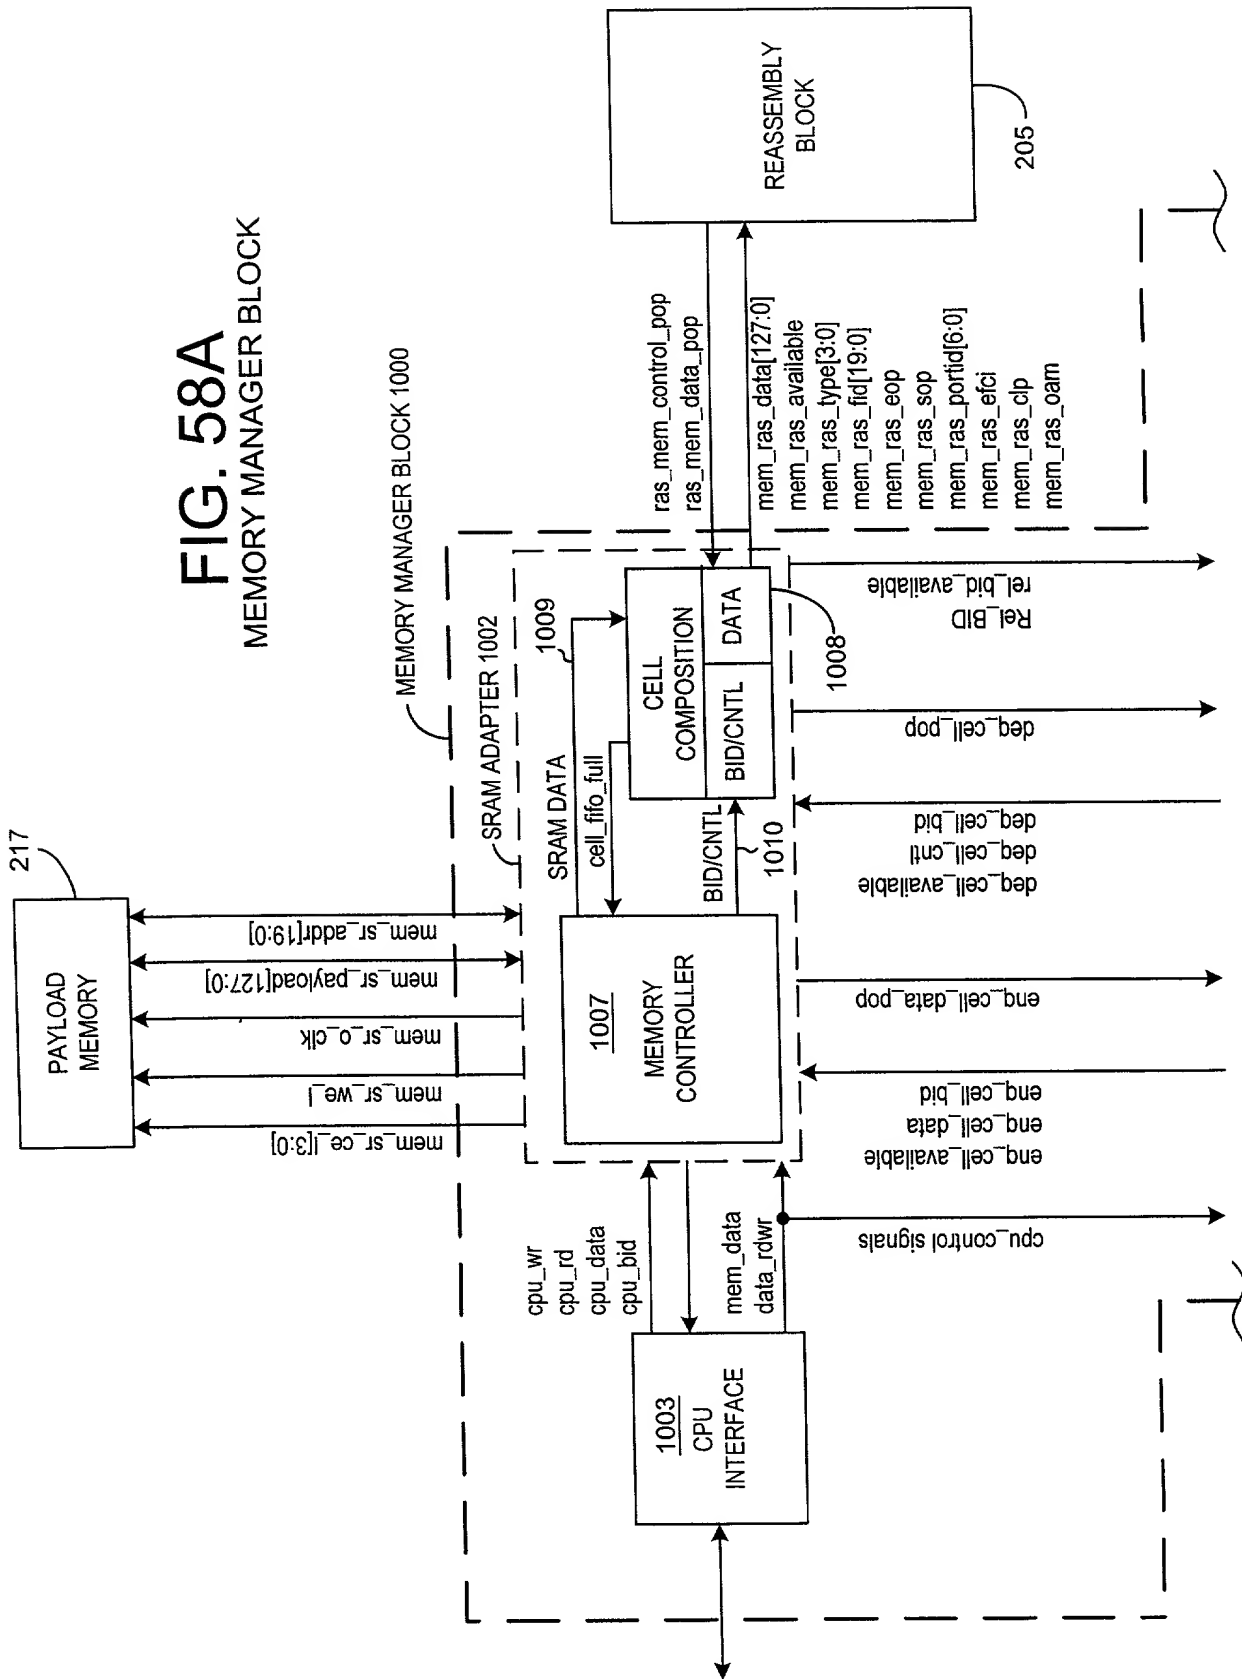 FIG. 58A
MEMORY MANAGER BLOCK
217
PAYLOAD
MEMORY
mem_sr_ce_l[3:0]
mem_sr_we_l
mem_sr_o_clk
mem_sr_payload[127:0]
mem_sr_addr[19:0]
MEMORY MANAGER BLOCK 1000
SRAM ADAPTER 1002
1003
CPU
INTERFACE
cpu_wr
cpu_rd
cpu_data
cpu_bid
mem_data
data_rdwr
1007
MEMORY
CONTROLLER
SRAM DATA
1009
cell_fifo_full
BID/CNTL
1010
CELL
COMPOSITION
BID/CNTL
DATA
1008
ras_mem_control_pop
ras_mem_data_pop
mem_ras_data[127:0]
mem_ras_available
mem_ras_type[3:0]
mem_ras_fid[19:0]
mem_ras_eop
mem_ras_sop
mem_ras_portid[6:0]
mem_ras_efci
mem_ras_clp
mem_ras_oam
REASSEMBLY
BLOCK
205
cpu_control signals
enq_cell_available
enq_cell_data
enq_cell_bid
enq_cell_data_pop
deq_cell_available
deq_cell_cntl
deq_cell_bid
deq_cell_pop
Rel_BID
rel_bid_available